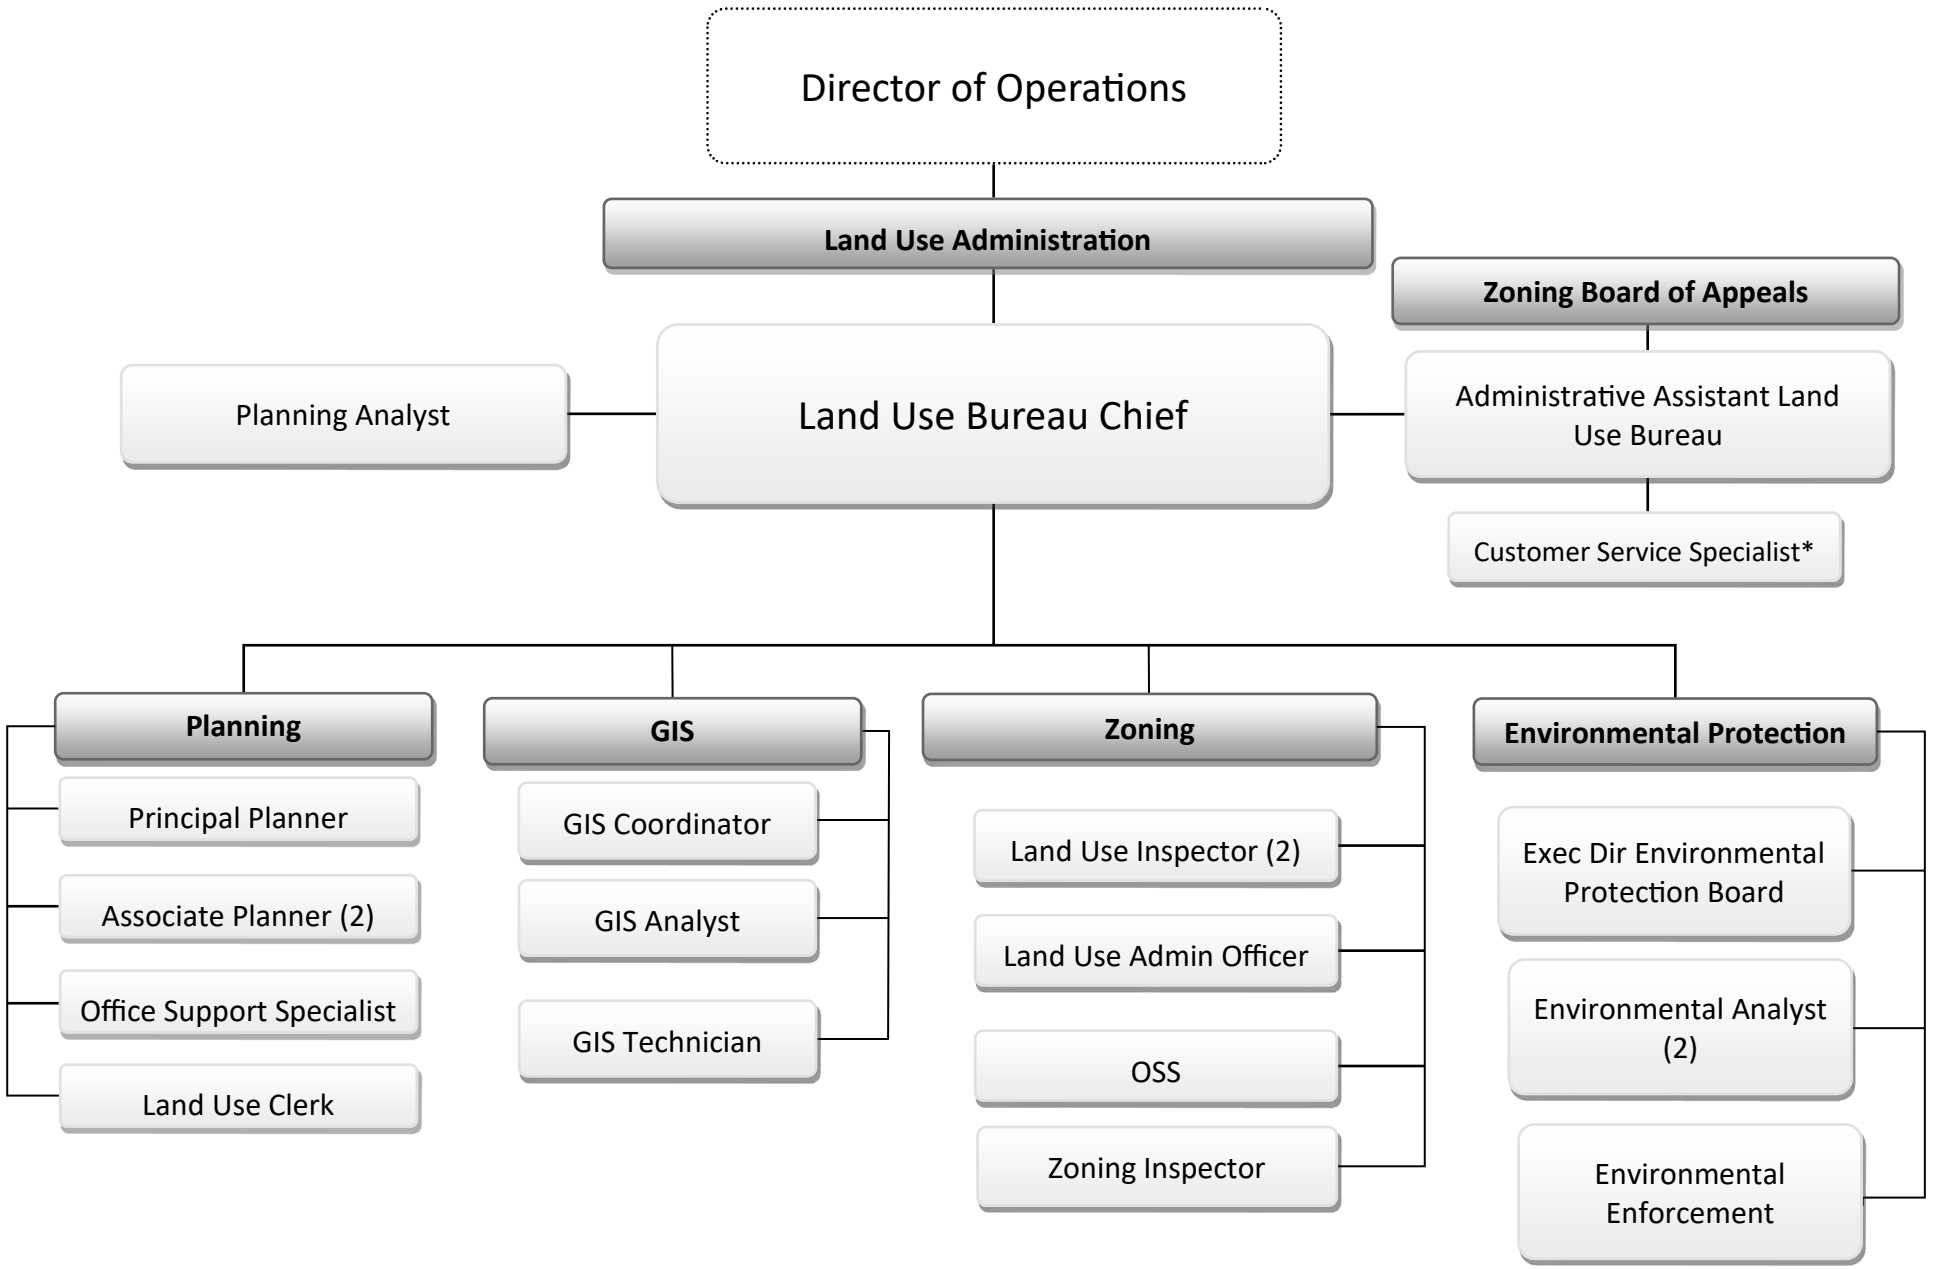 Director of Operations
Land Use Administration
Zoning Board of Appeals
Planning Analyst
Land Use Bureau Chief
Administrative Assistant Land
Use Bureau
Customer Service Specialist*
Planning
Principal Planner
Associate Planner (2)
Office Support Specialist
Land Use Clerk
GIS
GIS Coordinator
GIS Analyst
GIS Technician
Zoning
Land Use Inspector (2)
Land Use Admin Officer
OSS
Zoning Inspector
Environmental Protection
Exec Dir Environmental
Protection Board
Environmental Analyst
(2)
Environmental
Enforcement